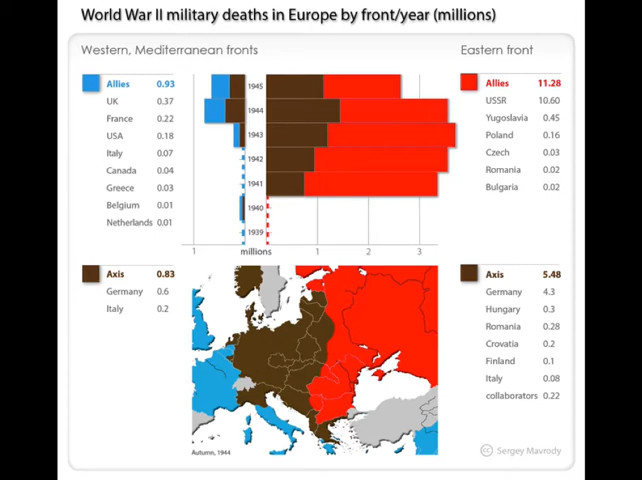 World War II military deaths in Europe by front/year (millions)
Western, Mediterranean fronts
Eastern front
Allies 0.93
UK 0.37
France 0.22
USA 0.18
Italy 0.07
Canada 0.04
Greece 0.03
Belgium 0.01
Netherlands 0.01
1945
1944
1943
1942
1941
1940
1939
1 millions 1 2 3
Allies 11.28
USSR 10.60
Yugoslavia 0.45
Poland 0.16
Czech 0.03
Romania 0.02
Bulgaria 0.02
Axis 0.83
Germany 0.6
Italy 0.2
Axis 5.48
Germany 4.3
Hungary 0.3
Romania 0.28
Crovatia 0.2
Finland 0.1
Italy 0.08
collaborators 0.22
Autumn, 1944
cc Sergey Mavrody